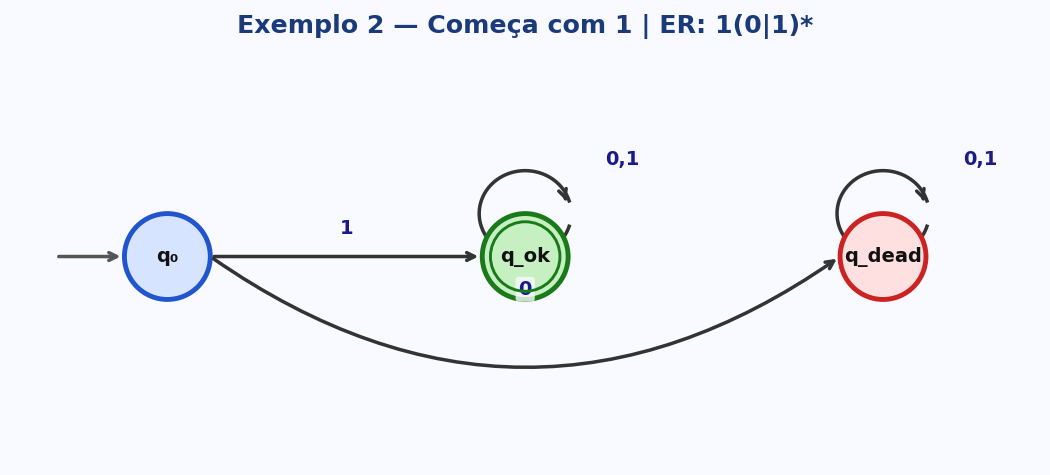 Exemplo 2 — Começa com 1 | ER: 1(0|1)*
0,1
0,1
1
q₀
q_ok
q_dead
0